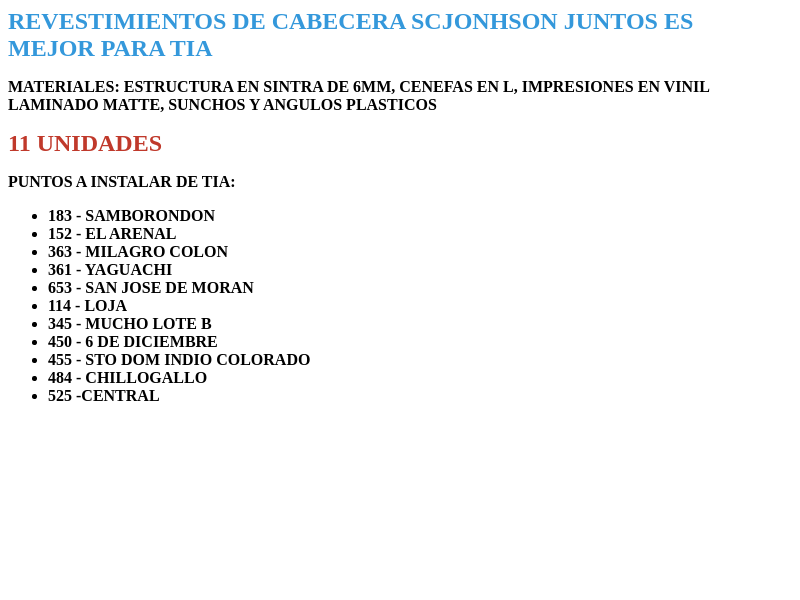 REVESTIMIENTOS DE CABECERA SCJONHSON JUNTOS ES
MEJOR PARA TIA
MATERIALES: ESTRUCTURA EN SINTRA DE 6MM, CENEFAS EN L, IMPRESIONES EN VINIL
LAMINADO MATTE, SUNCHOS Y ANGULOS PLASTICOS
11 UNIDADES
PUNTOS A INSTALAR DE TIA:
183 - SAMBORONDON
152 - EL ARENAL
363 - MILAGRO COLON
361 - YAGUACHI
653 - SAN JOSE DE MORAN
114 - LOJA
345 - MUCHO LOTE B
450 - 6 DE DICIEMBRE
455 - STO DOM INDIO COLORADO
484 - CHILLOGALLO
525 -CENTRAL